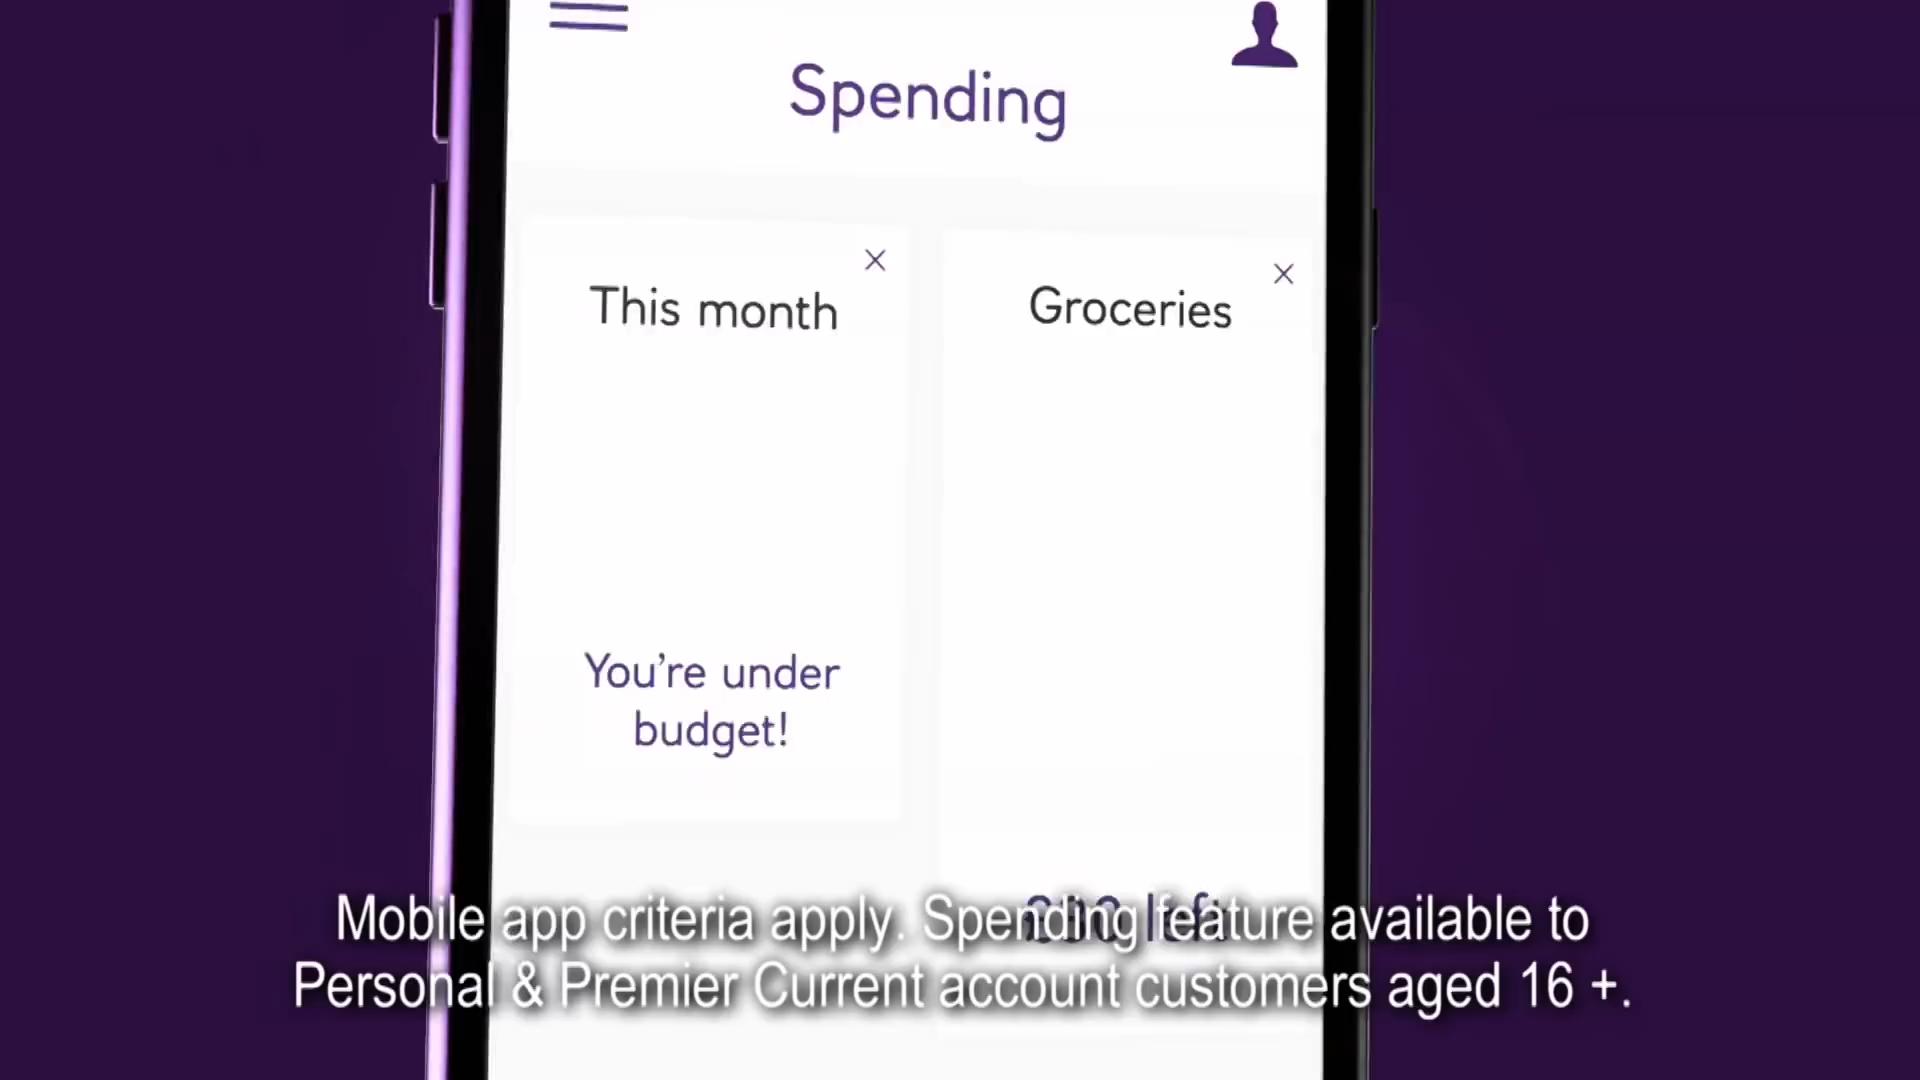 Spending
This month
Groceries
You're under
budget!
left
Mobile app criteria apply. Spending feature available to
Personal & Premier Current account customers aged 16 +.